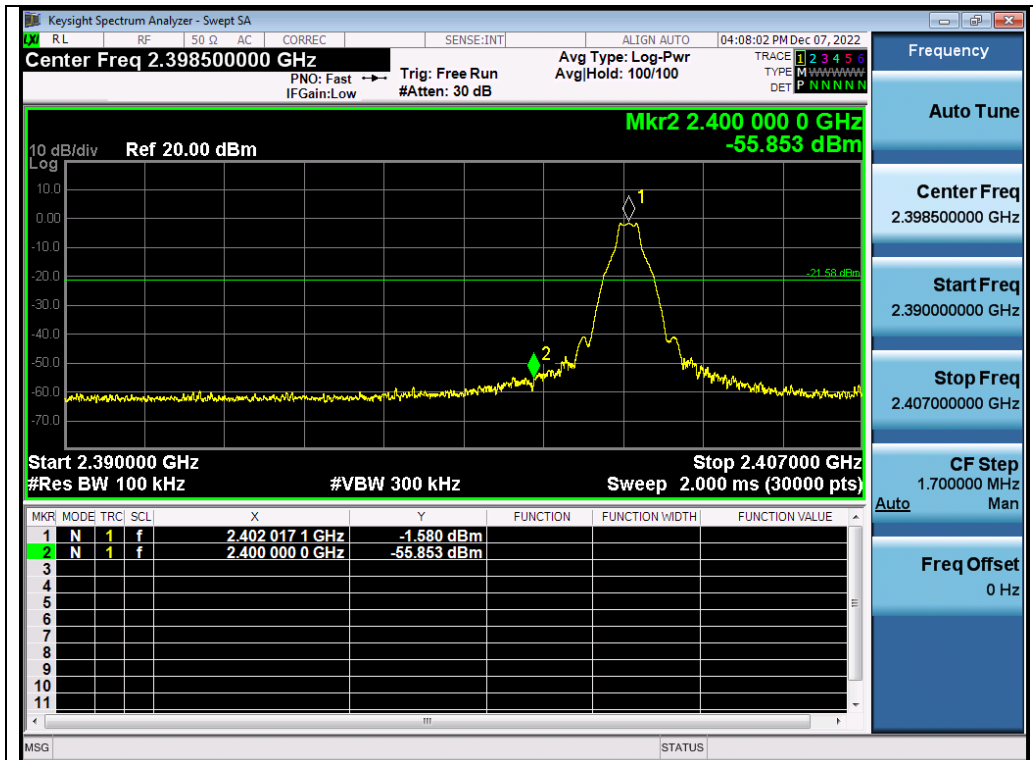 Keysight Spectrum Analyzer - Swept SA
LXI RL RF 50 Ω AC CORREC SENSE:INT ALIGN AUTO 04:08:02 PM Dec 07, 2022
Center Freq 2.398500000 GHz
PNO: Fast
IFGain:Low
Trig: Free Run
#Atten: 30 dB
Avg Type: Log-Pwr
Avg|Hold: 100/100
TRACE 1 2 3 4 5 6
TYPE M WWWWW
DET P N N N N N
Mkr2 2.400 000 0 GHz
-55.853 dBm
10 dB/div Ref 20.00 dBm
Log
10.0
0.00
-10.0
-20.0
-30.0
-40.0
-50.0
-60.0
-70.0
1
-21.58 dBm
2
Start 2.390000 GHz Stop 2.407000 GHz
#Res BW 100 kHz #VBW 300 kHz Sweep 2.000 ms (30000 pts)
MKR MODE TRC SCL X Y FUNCTION FUNCTION WIDTH FUNCTION VALUE
1 N 1 f 2.402 017 1 GHz -1.580 dBm
2 N 1 f 2.400 000 0 GHz -55.853 dBm
3
4
5
6
7
8
9
10
11
MSG STATUS
Frequency
Auto Tune
Center Freq
2.398500000 GHz
Start Freq
2.390000000 GHz
Stop Freq
2.407000000 GHz
CF Step
1.700000 MHz
Auto Man
Freq Offset
0 Hz